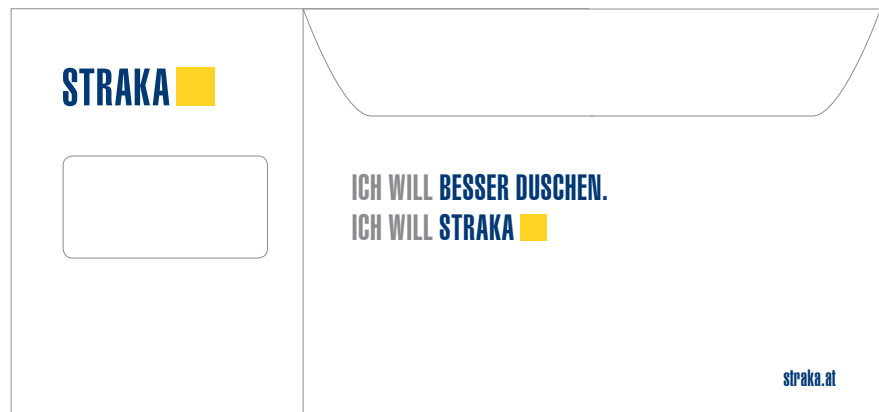 STRAKA
ICH WILL BESSER DUSCHEN.
ICH WILL STRAKA
straka.at